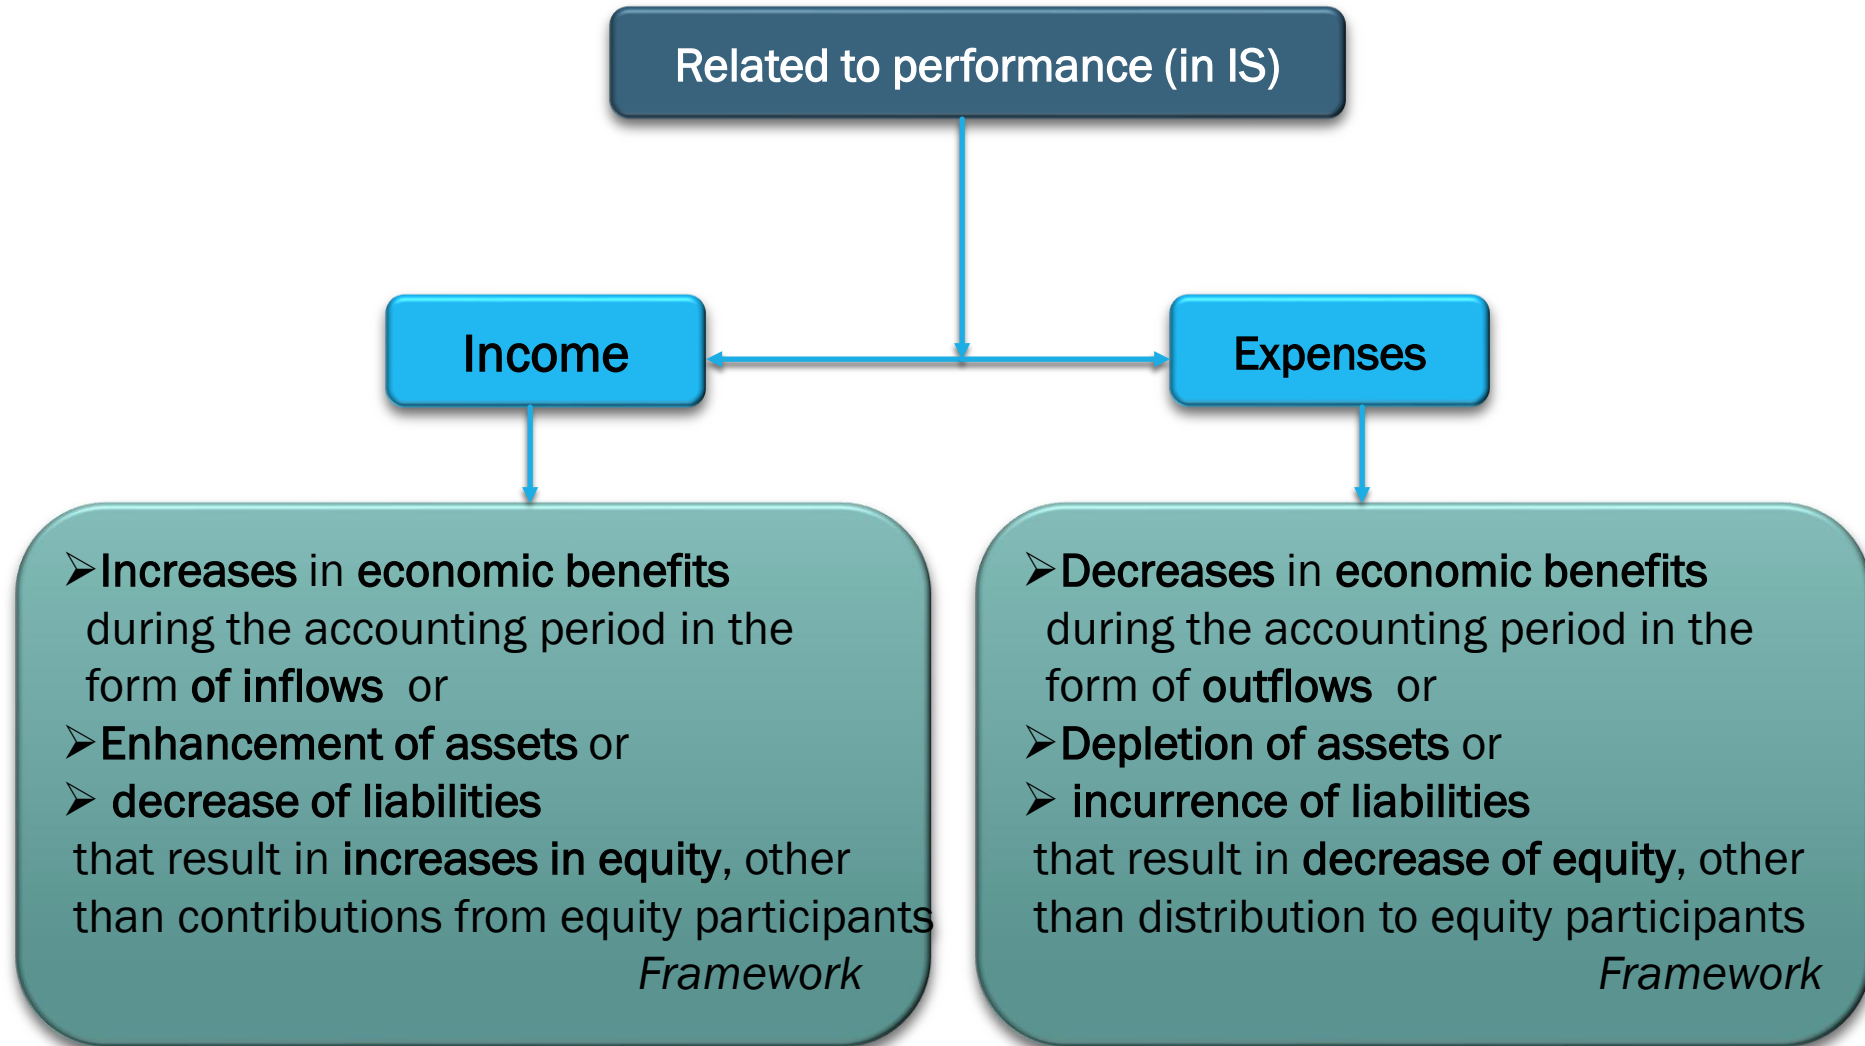 Related to performance (in IS)
Income
Expenses
➢Increases in economic benefits
during the accounting period in the
form of inflows or
➢Enhancement of assets or
➢ decrease of liabilities
that result in increases in equity, other
than contributions from equity participants
Framework
➢Decreases in economic benefits
during the accounting period in the
form of outflows or
➢Depletion of assets or
➢ incurrence of liabilities
that result in decrease of equity, other
than distribution to equity participants
Framework